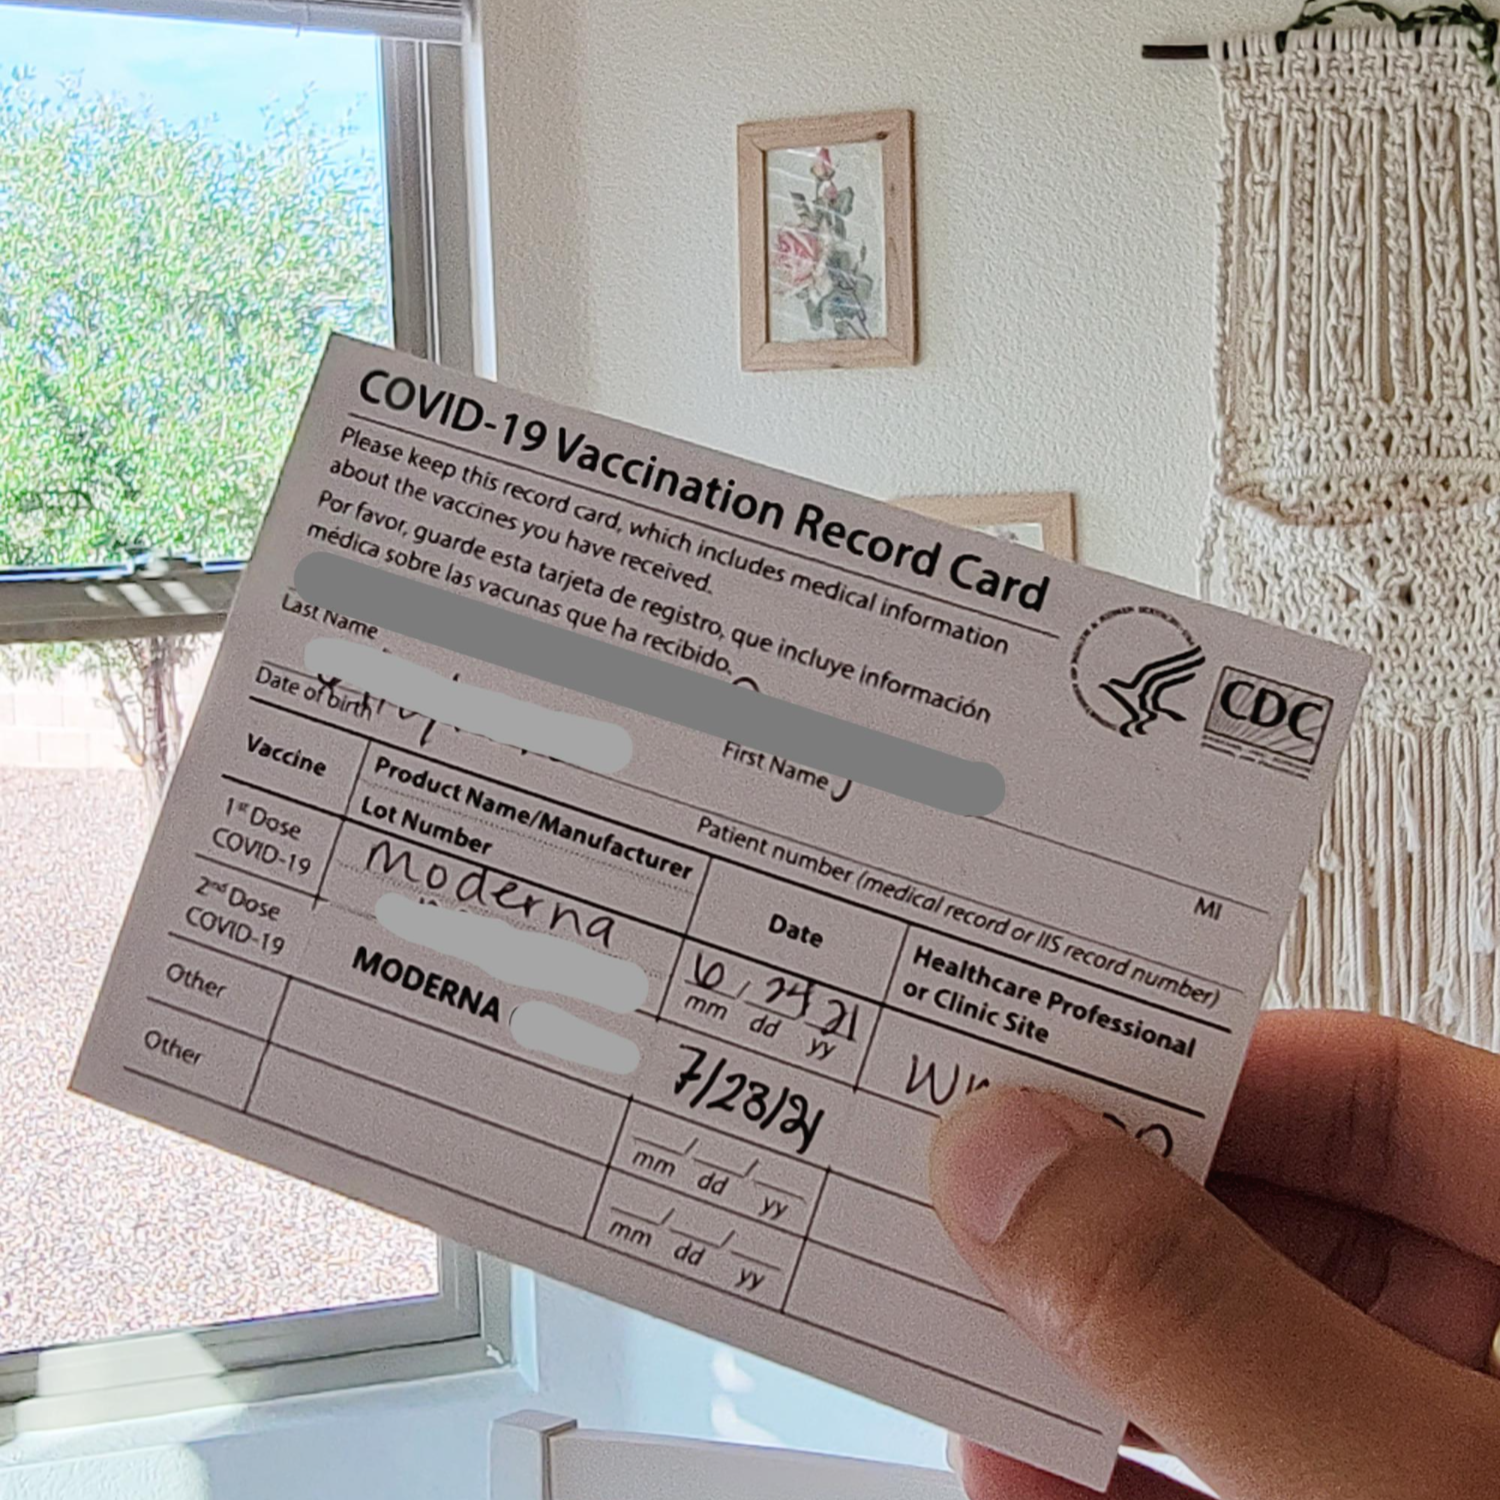 COVID-19 Vaccination Record Card
Please keep this record card, which includes medical information
about the vaccines you have received.
Por favor, guarde esta tarjeta de registro, que incluye información
médica sobre las vacunas que ha recibido.
CDC
Last Name First Name MI
Date of birth Patient number (medical record or IIS record number)
Vaccine Product Name/Manufacturer Date Healthcare Professional
Lot Number or Clinic Site
1st Dose Moderna 6/24/21
COVID-19 mm dd yy
2nd Dose MODERNA 7/23/21
COVID-19
Other
mm dd yy
Other
mm dd yy